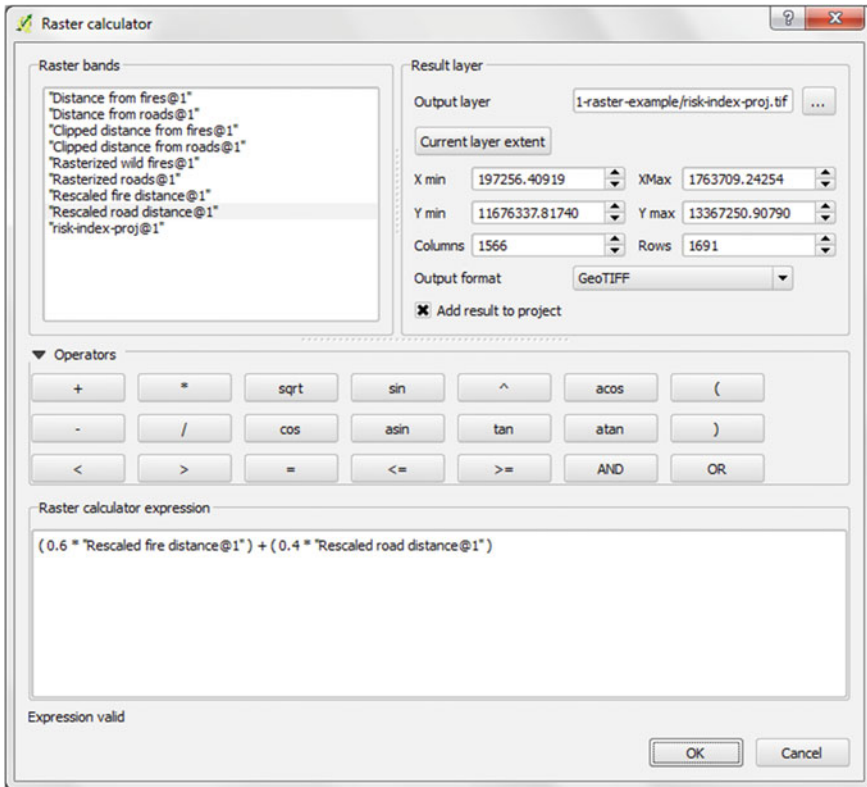 Raster calculator
Raster bands
"Distance from fires@1"
"Distance from roads@1"
"Clipped distance from fires@1"
"Clipped distance from roads@1"
"Rasterized wild fires@1"
"Rasterized roads@1"
"Rescaled fire distance@1"
"Rescaled road distance@1"
"risk-index-proj@1"
Result layer
Output layer 1-raster-example/risk-index-proj.tif ...
Current layer extent
X min 197256.40919 XMax 1763709.24254
Y min 11676337.81740 Y max 13367250.90790
Columns 1566 Rows 1691
Output format GeoTIFF
Add result to project
Operators
+ * sqrt sin ^ acos (
- / cos asin tan atan )
< > = <= >= AND OR
Raster calculator expression
( 0.6 * "Rescaled fire distance@1" ) + ( 0.4 * "Rescaled road distance@1" )
Expression valid
OK Cancel